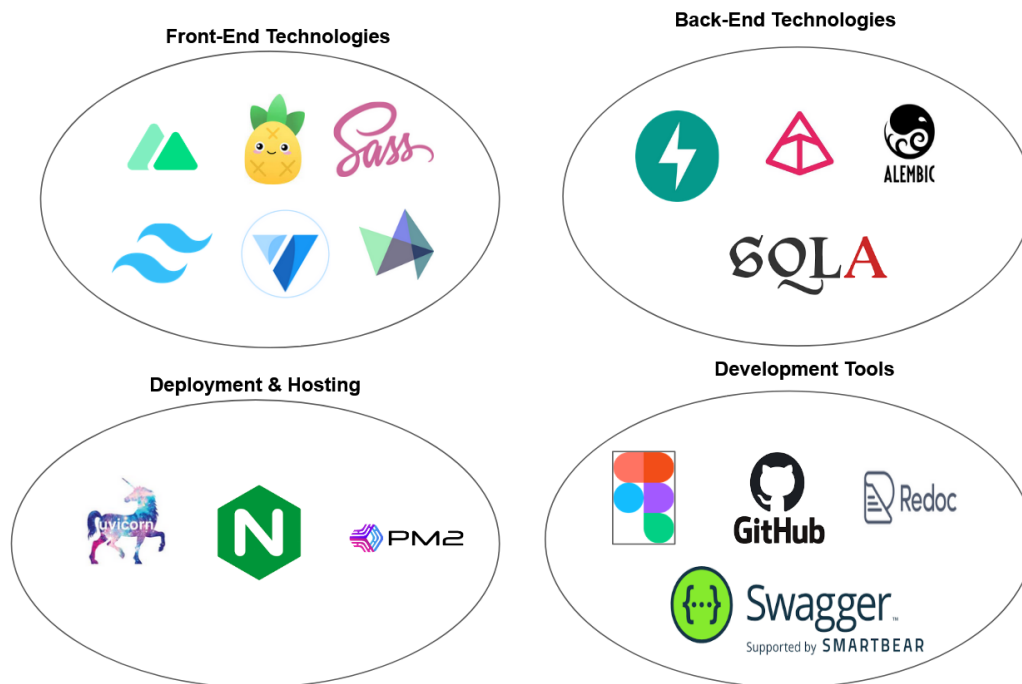 Front-End Technologies
Sass
Back-End Technologies
ALEMBIC
SQLA
Deployment & Hosting
uvicorn
N
PM2
Development Tools
GitHub
Redoc
{···}
Swagger™
Supported by SMARTBEAR